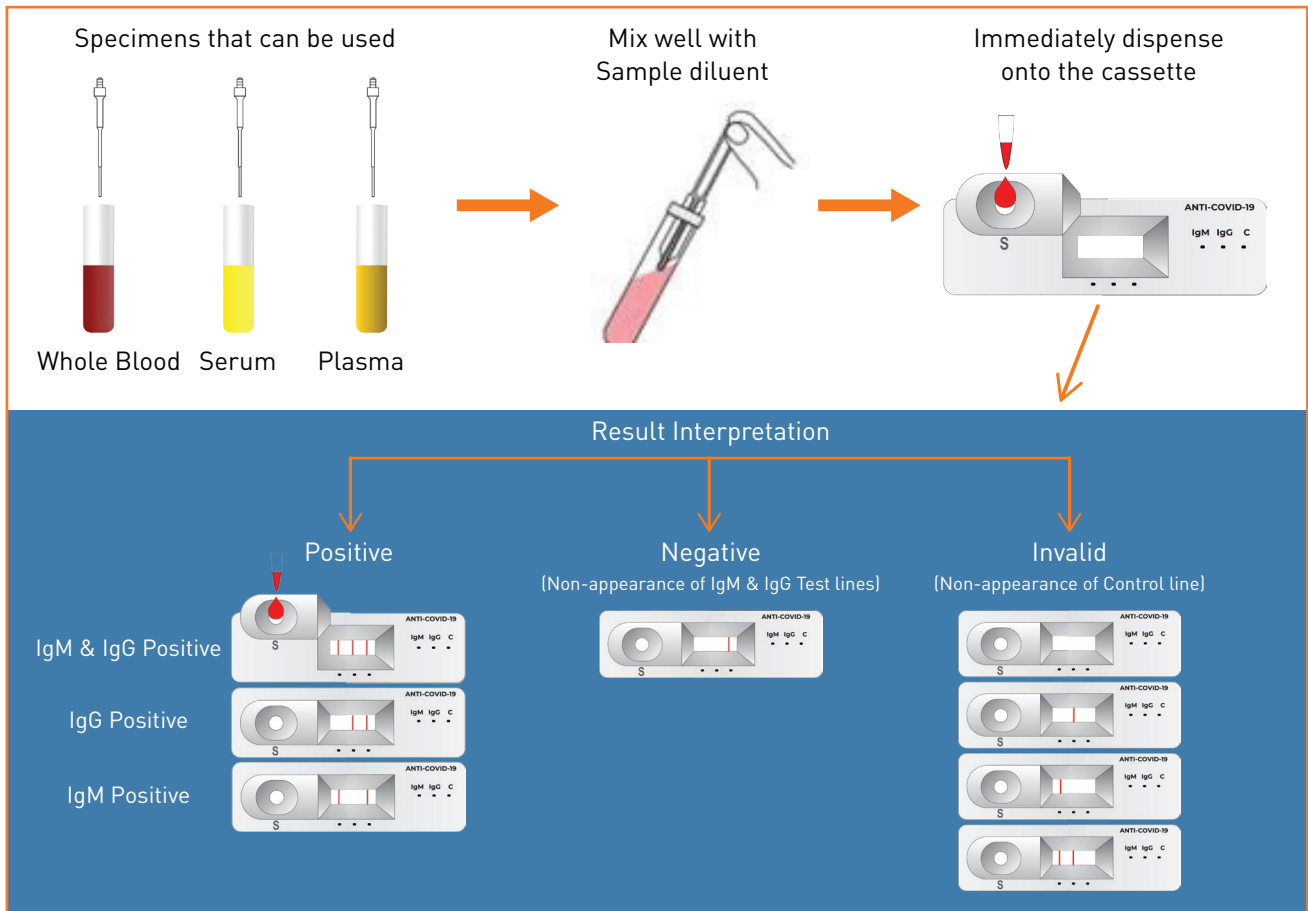 Specimens that can be used
Whole Blood
Serum
Plasma
Mix well with
Sample diluent
Immediately dispense
onto the cassette
ANTI-COVID-19
IgM IgG C
S
Result Interpretation
Positive
IgM & IgG Positive
ANTI-COVID-19
IgM IgG C
S
IgG Positive
ANTI-COVID-19
IgM IgG C
S
IgM Positive
ANTI-COVID-19
IgM IgG C
S
Negative
(Non-appearance of IgM & IgG Test lines)
ANTI-COVID-19
IgM IgG C
S
Invalid
(Non-appearance of Control line)
ANTI-COVID-19
IgM IgG C
S
ANTI-COVID-19
IgM IgG C
S
ANTI-COVID-19
IgM IgG C
S
ANTI-COVID-19
IgM IgG C
S